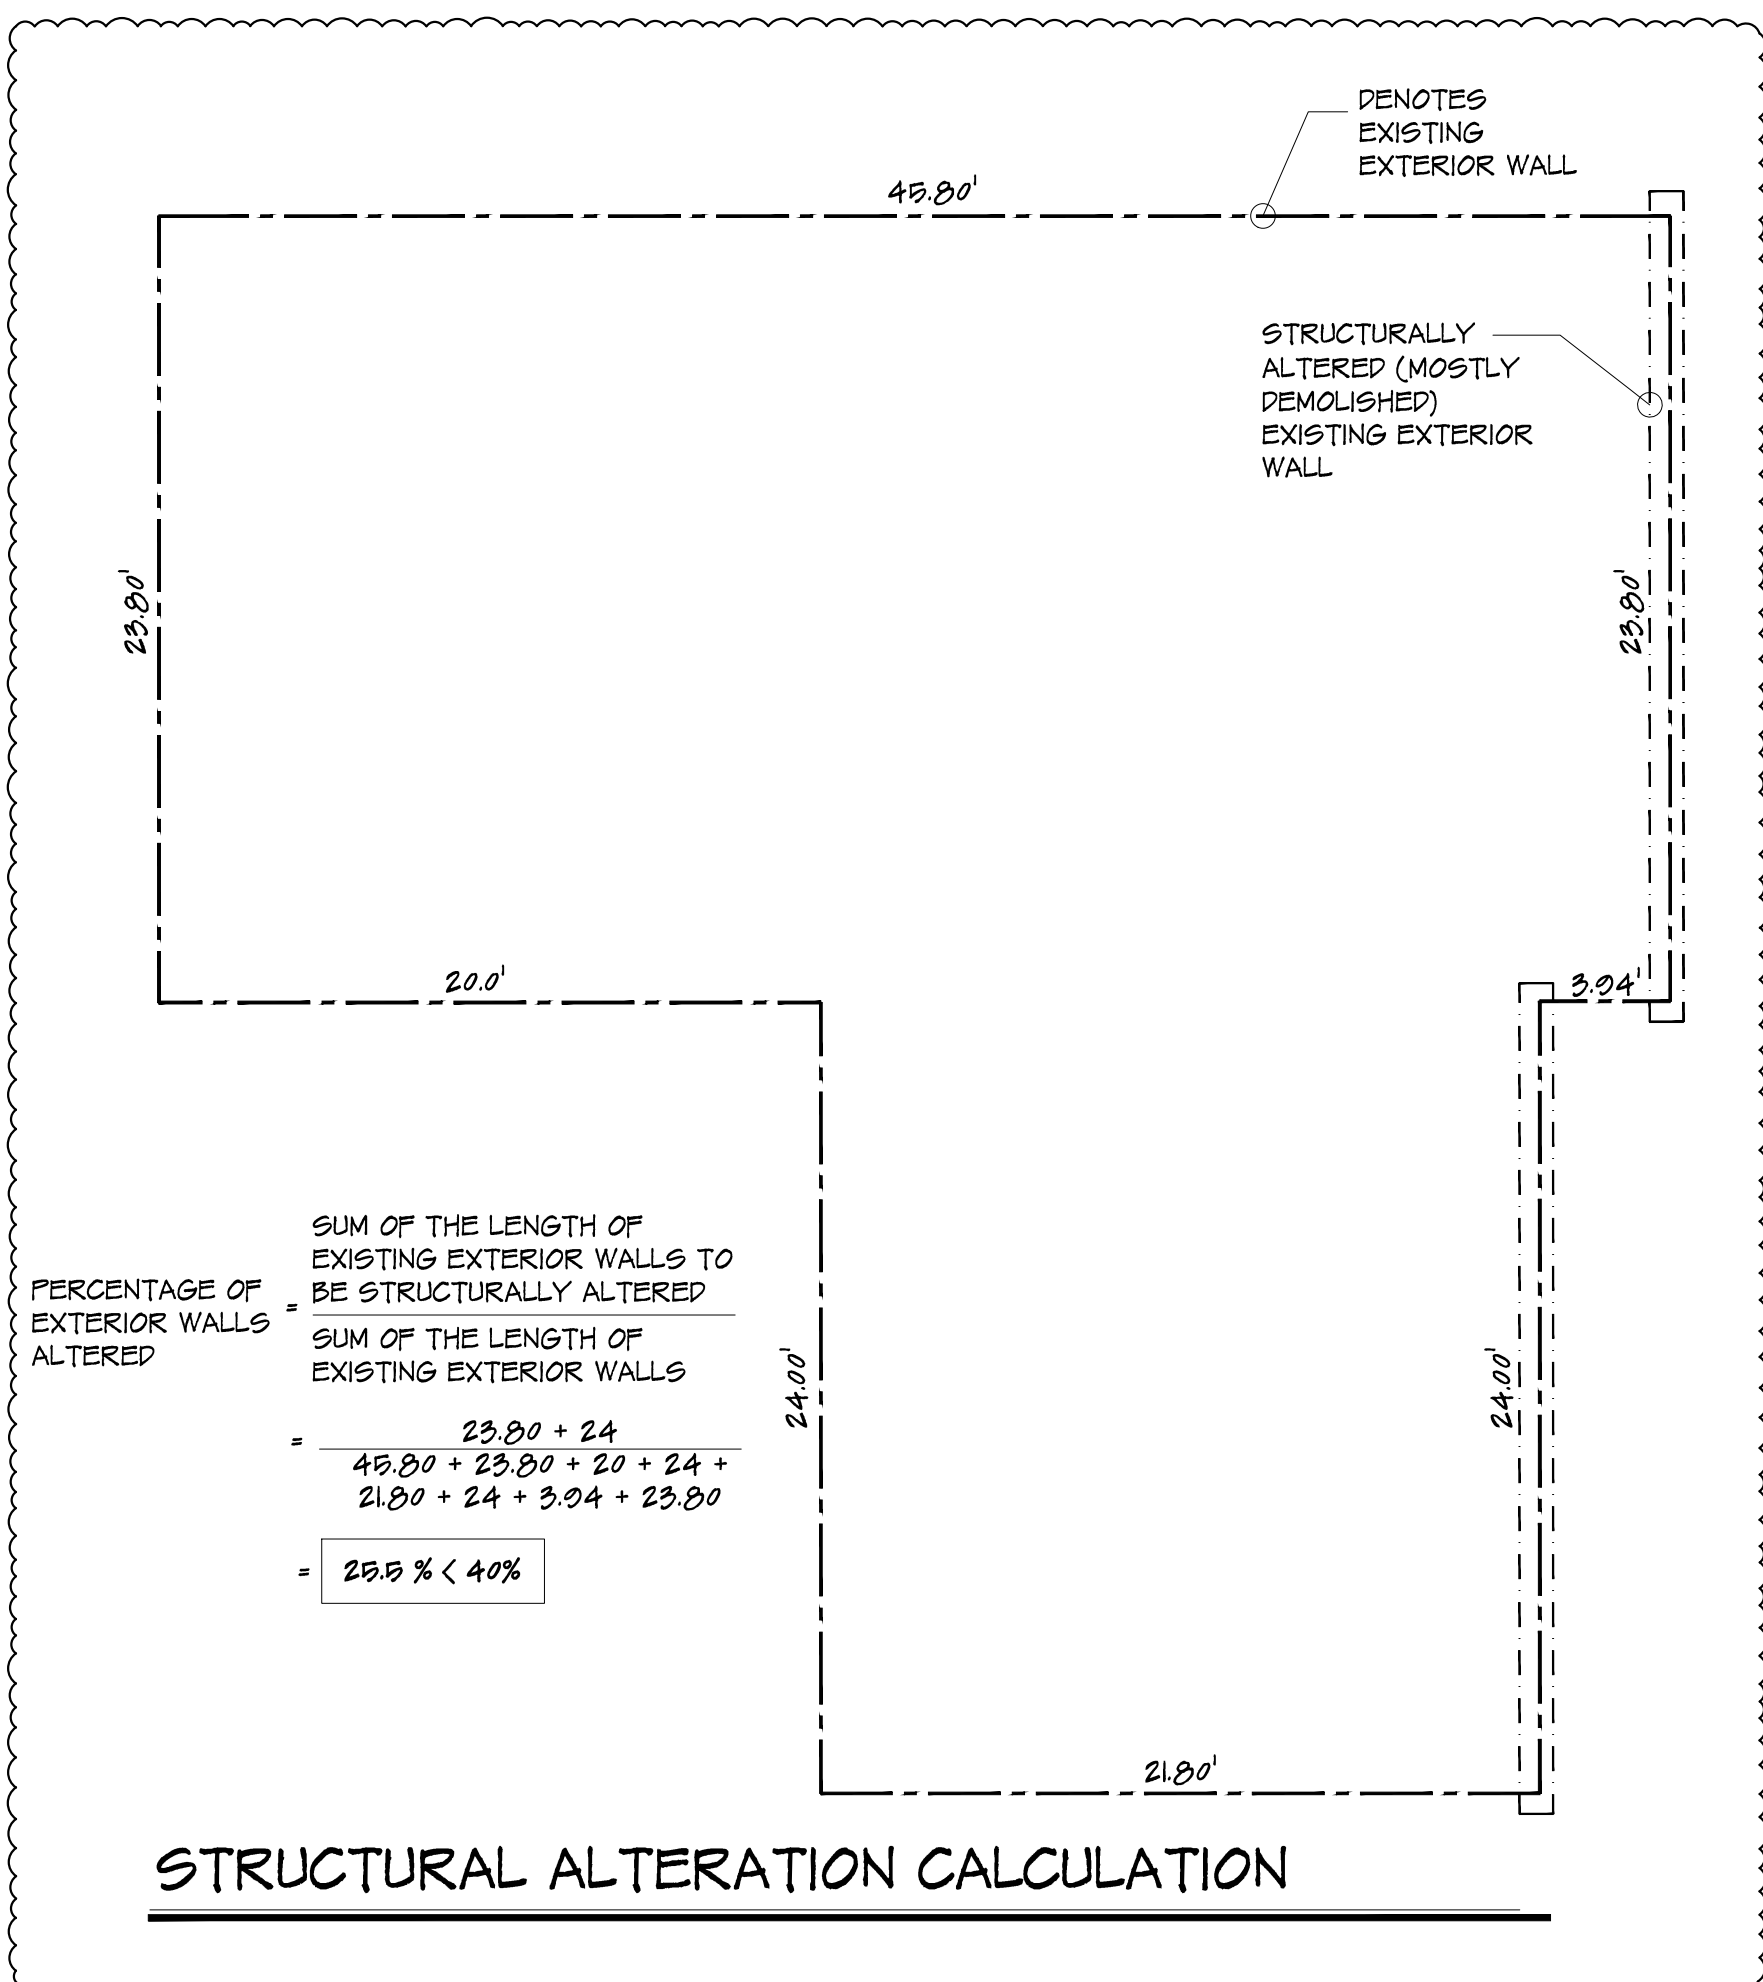 DENOTES
EXISTING
EXTERIOR WALL
45.80'
STRUCTURALLY
ALTERED (MOSTLY
DEMOLISHED)
EXISTING EXTERIOR
WALL
23.80'
23.80'
20.0'
3.94'
SUM OF THE LENGTH OF
EXISTING EXTERIOR WALLS TO
BE STRUCTURALLY ALTERED
PERCENTAGE OF
EXTERIOR WALLS
ALTERED
=
SUM OF THE LENGTH OF
EXISTING EXTERIOR WALLS
24.00'
24.00'
= 23.80 + 24
45.80 + 23.80 + 20 + 24 +
21.80 + 24 + 3.94 + 23.80
= 25.5 % < 40%
21.80'
STRUCTURAL ALTERATION CALCULATION